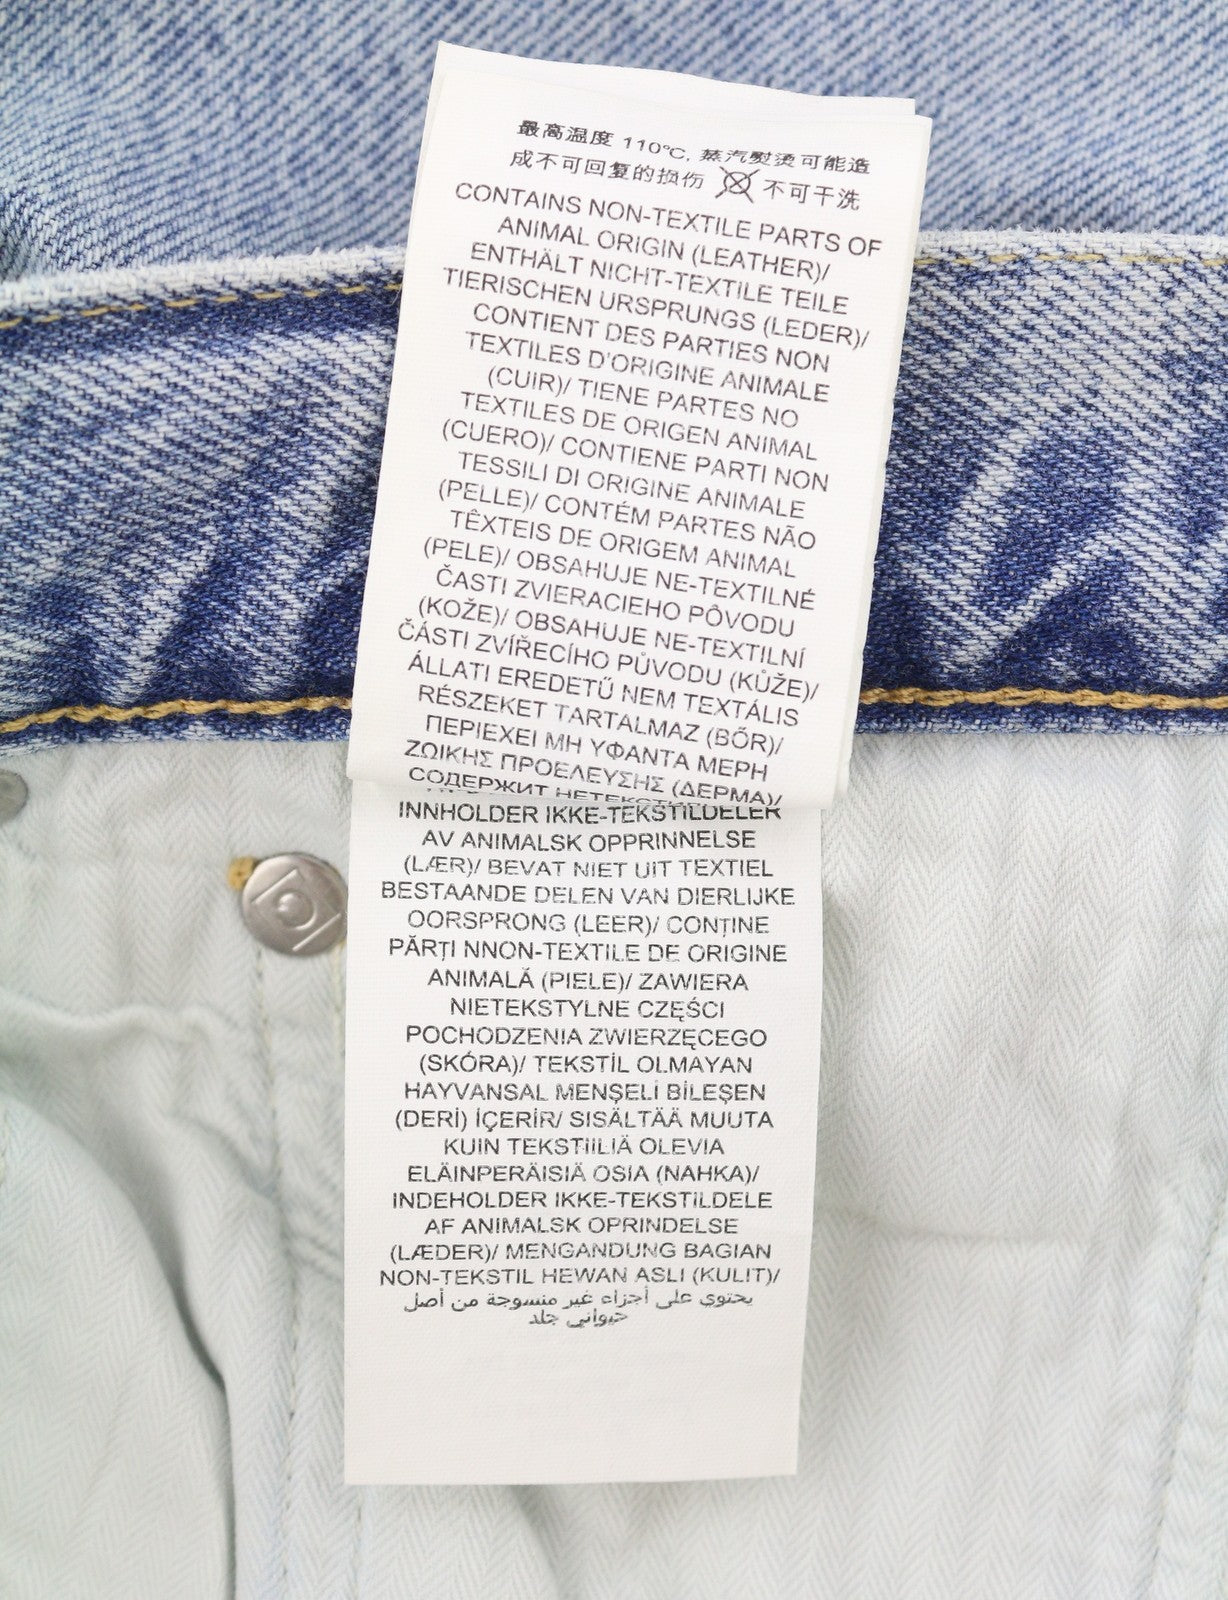 最高温度 110℃, 蒸汽熨烫可能造
成不可回复的损伤 不可干洗
CONTAINS NON-TEXTILE PARTS OF
ANIMAL ORIGIN (LEATHER)/
ENTHÄLT NICHT-TEXTILE TEILE
TIERISCHEN URSPRUNGS (LEDER)/
CONTIENT DES PARTIES NON
TEXTILES D'ORIGINE ANIMALE
(CUIR)/ TIENE PARTES NO
TEXTILES DE ORIGEN ANIMAL
(CUERO)/ CONTIENE PARTI NON
TESSILI DI ORIGINE ANIMALE
(PELLE)/ CONTÉM PARTES NÃO
TÊXTEIS DE ORIGEM ANIMAL
(PELE)/ OBSAHUJE NE-TEXTILNÉ
ČASTI ZVIERACIEHO PÔVODU
(KOŽE)/ OBSAHUJE NE-TEXTILNÍ
ČÁSTI ZVÍŘECÍHO PŮVODU (KŮŽE)/
ÁLLATI EREDETŰ NEM TEXTÁLIS
RÉSZEKET TARTALMAZ (BŐR)/
ΠΕΡΙΕΧΕΙ ΜΗ ΥΦΑΝΤΑ ΜΕΡΗ
ΖΩΙΚΗΣ ΠΡΟΕΛΕΥΣΗΣ (ΔΕΡΜΑ)/
СОДЕРЖИТ
INNHOLDER IKKE-TEKSTILDELER
AV ANIMALSK OPPRINNELSE
(LÆR)/ BEVAT NIET UIT TEXTIEL
BESTAANDE DELEN VAN DIERLIJKE
OORSPRONG (LEER)/ CONȚINE
PĂRȚI NNON-TEXTILE DE ORIGINE
ANIMALĂ (PIELE)/ ZAWIERA
NIETEKSTYLNE CZĘŚCI
POCHODZENIA ZWIERZĘCEGO
(SKÓRA)/ TEKSTİL OLMAYAN
HAYVANSAL MENŞELİ BİLEŞEN
(DERİ) İÇERİR/ SISÄLTÄÄ MUUTA
KUIN TEKSTIILIÄ OLEVIA
ELÄINPERÄISIÄ OSIA (NAHKA)/
INDEHOLDER IKKE-TEKSTILDELE
AF ANIMALSK OPRINDELSE
(LÆDER)/ MENGANDUNG BAGIAN
NON-TEKSTIL HEWAN ASLI (KULIT)/
يحتوي على أجزاء غير منسوجة من أصل
حيواني جلد